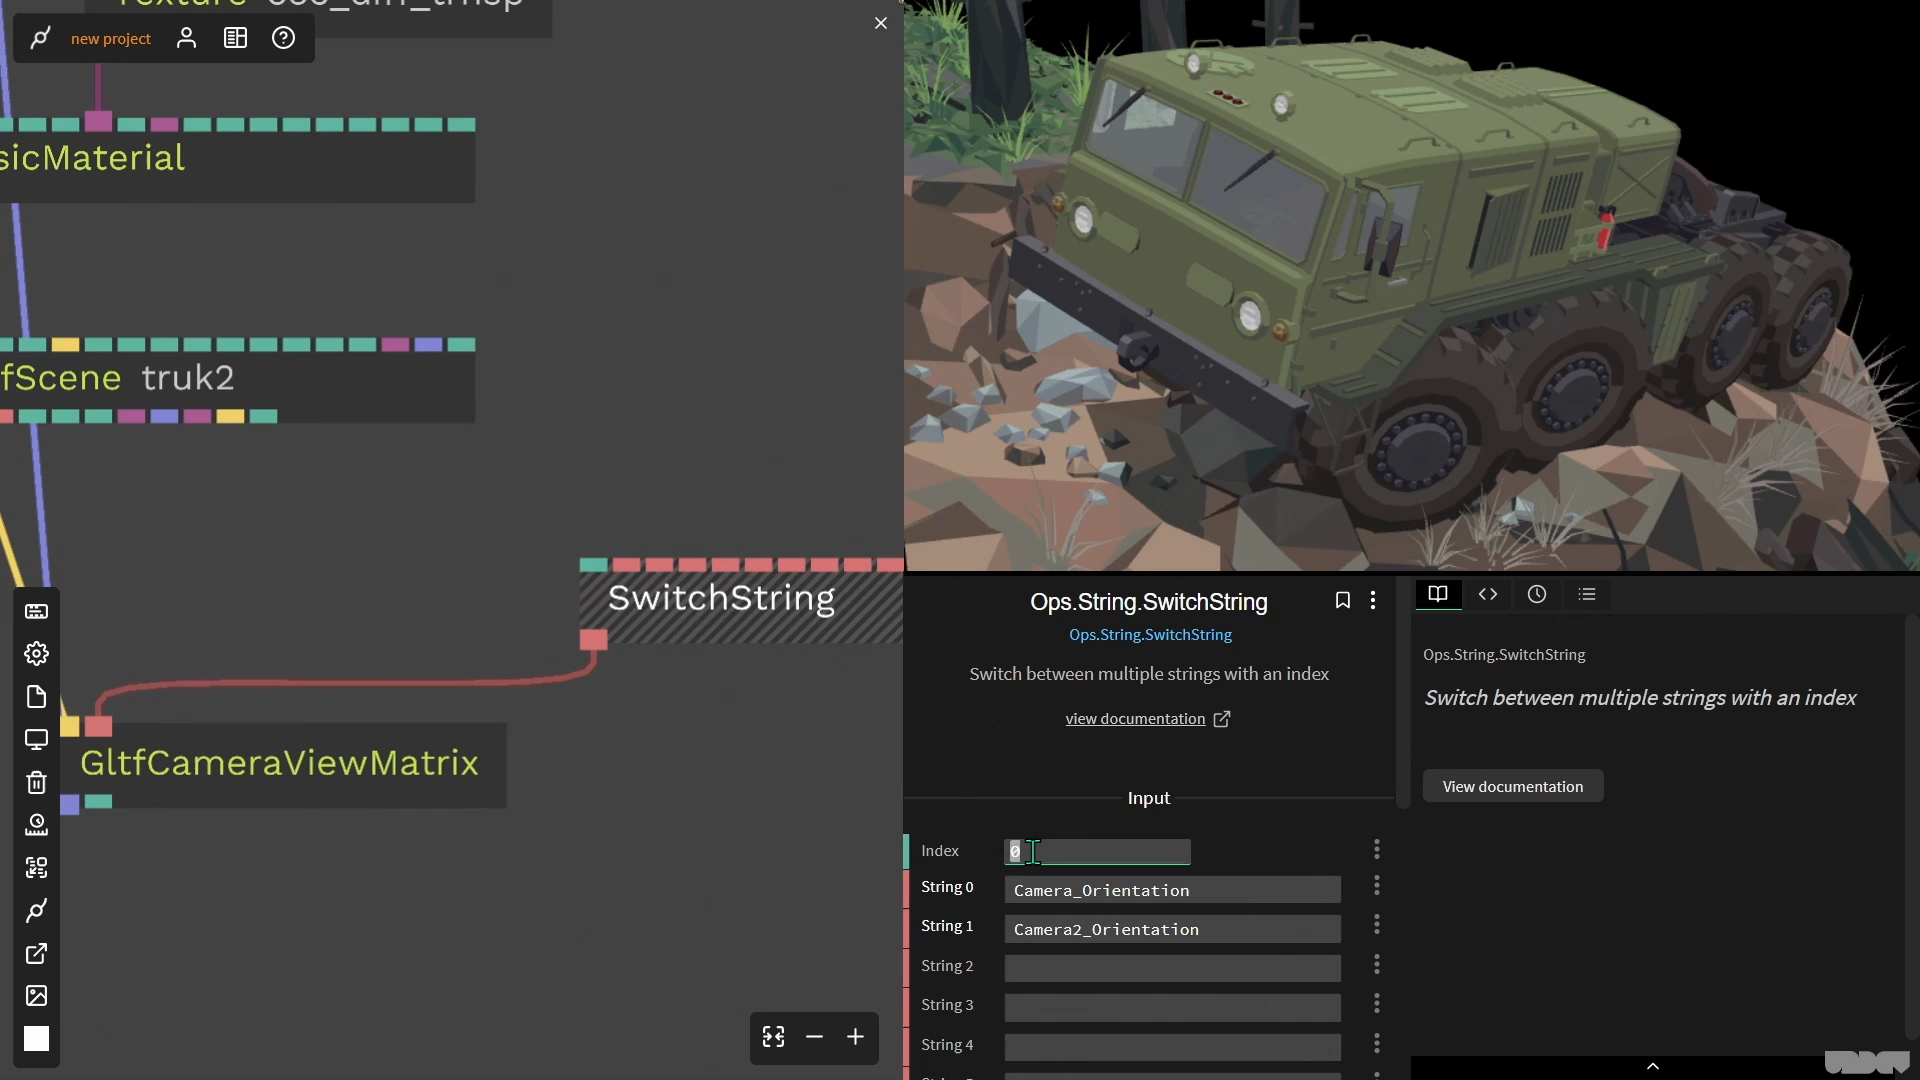 Texture
new project
sicMaterial
fScene truk2
SwitchString
GltfCameraViewMatrix
Ops.String.SwitchString
Ops.String.SwitchString
Switch between multiple strings with an index
view documentation
Input
Index 0
String 0 Camera_Orientation
String 1 Camera2_Orientation
String 2
String 3
String 4
Ops.String.SwitchString
Switch between multiple strings with an index
View documentation